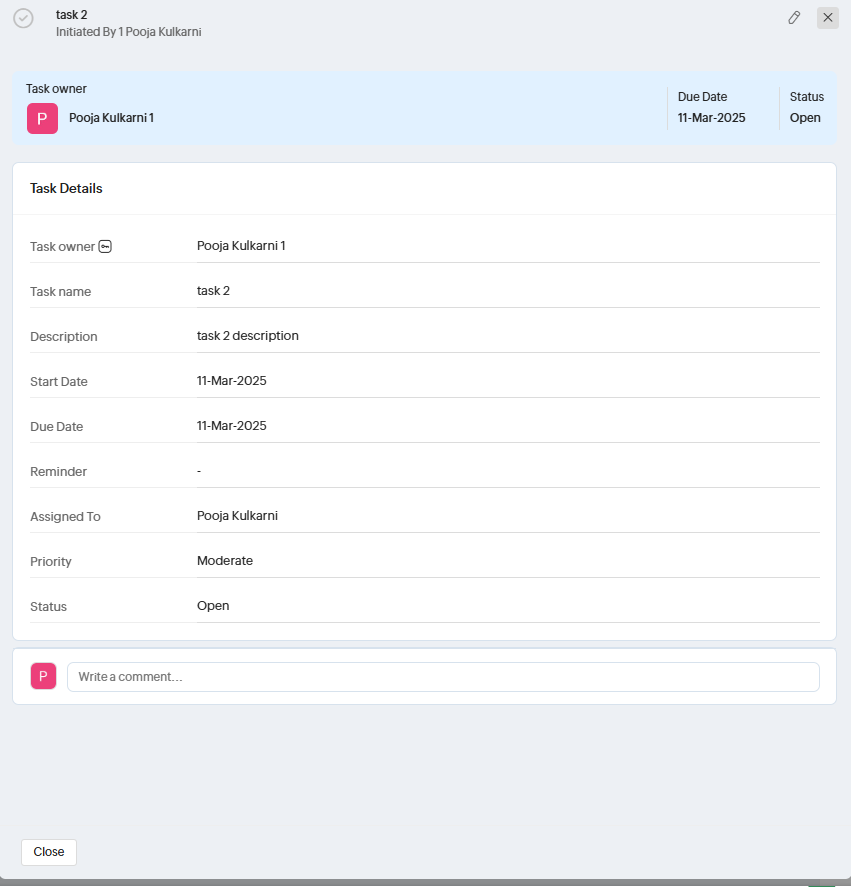 task 2
Initiated By 1 Pooja Kulkarni
Task owner
P
Pooja Kulkarni 1
Due Date
11-Mar-2025
Status
Open
Task Details
Task owner
Pooja Kulkarni 1
Task name
task 2
Description
task 2 description
Start Date
11-Mar-2025
Due Date
11-Mar-2025
Reminder
-
Assigned To
Pooja Kulkarni
Priority
Moderate
Status
Open
P
Write a comment...
Close